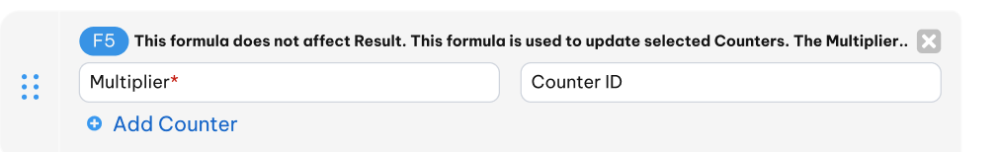 F5 This formula does not affect Result. This formula is used to update selected Counters. The Multiplier..
Multiplier* Counter ID
Add Counter